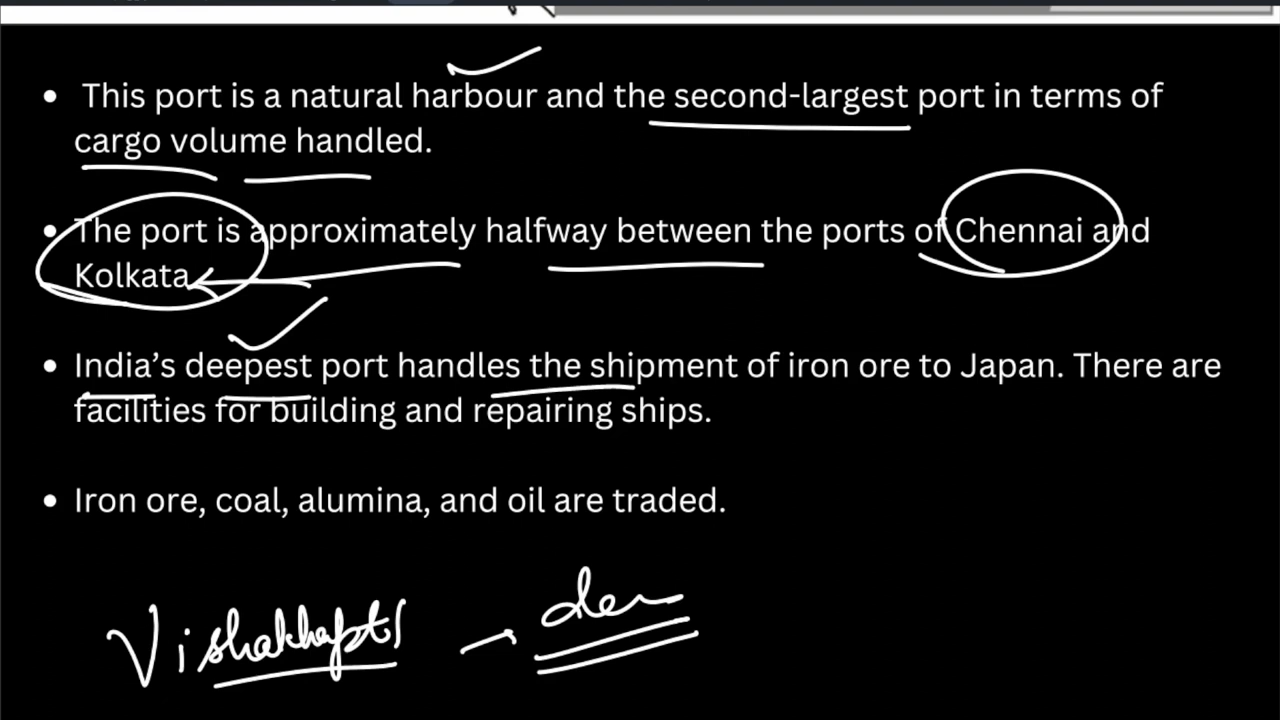 • This port is a natural harbour and the second-largest port in terms of
cargo volume handled.
• The port is approximately halfway between the ports of Chennai and
Kolkata
• India's deepest port handles the shipment of iron ore to Japan. There are
facilities for building and repairing ships.
• Iron ore, coal, alumina, and oil are traded.